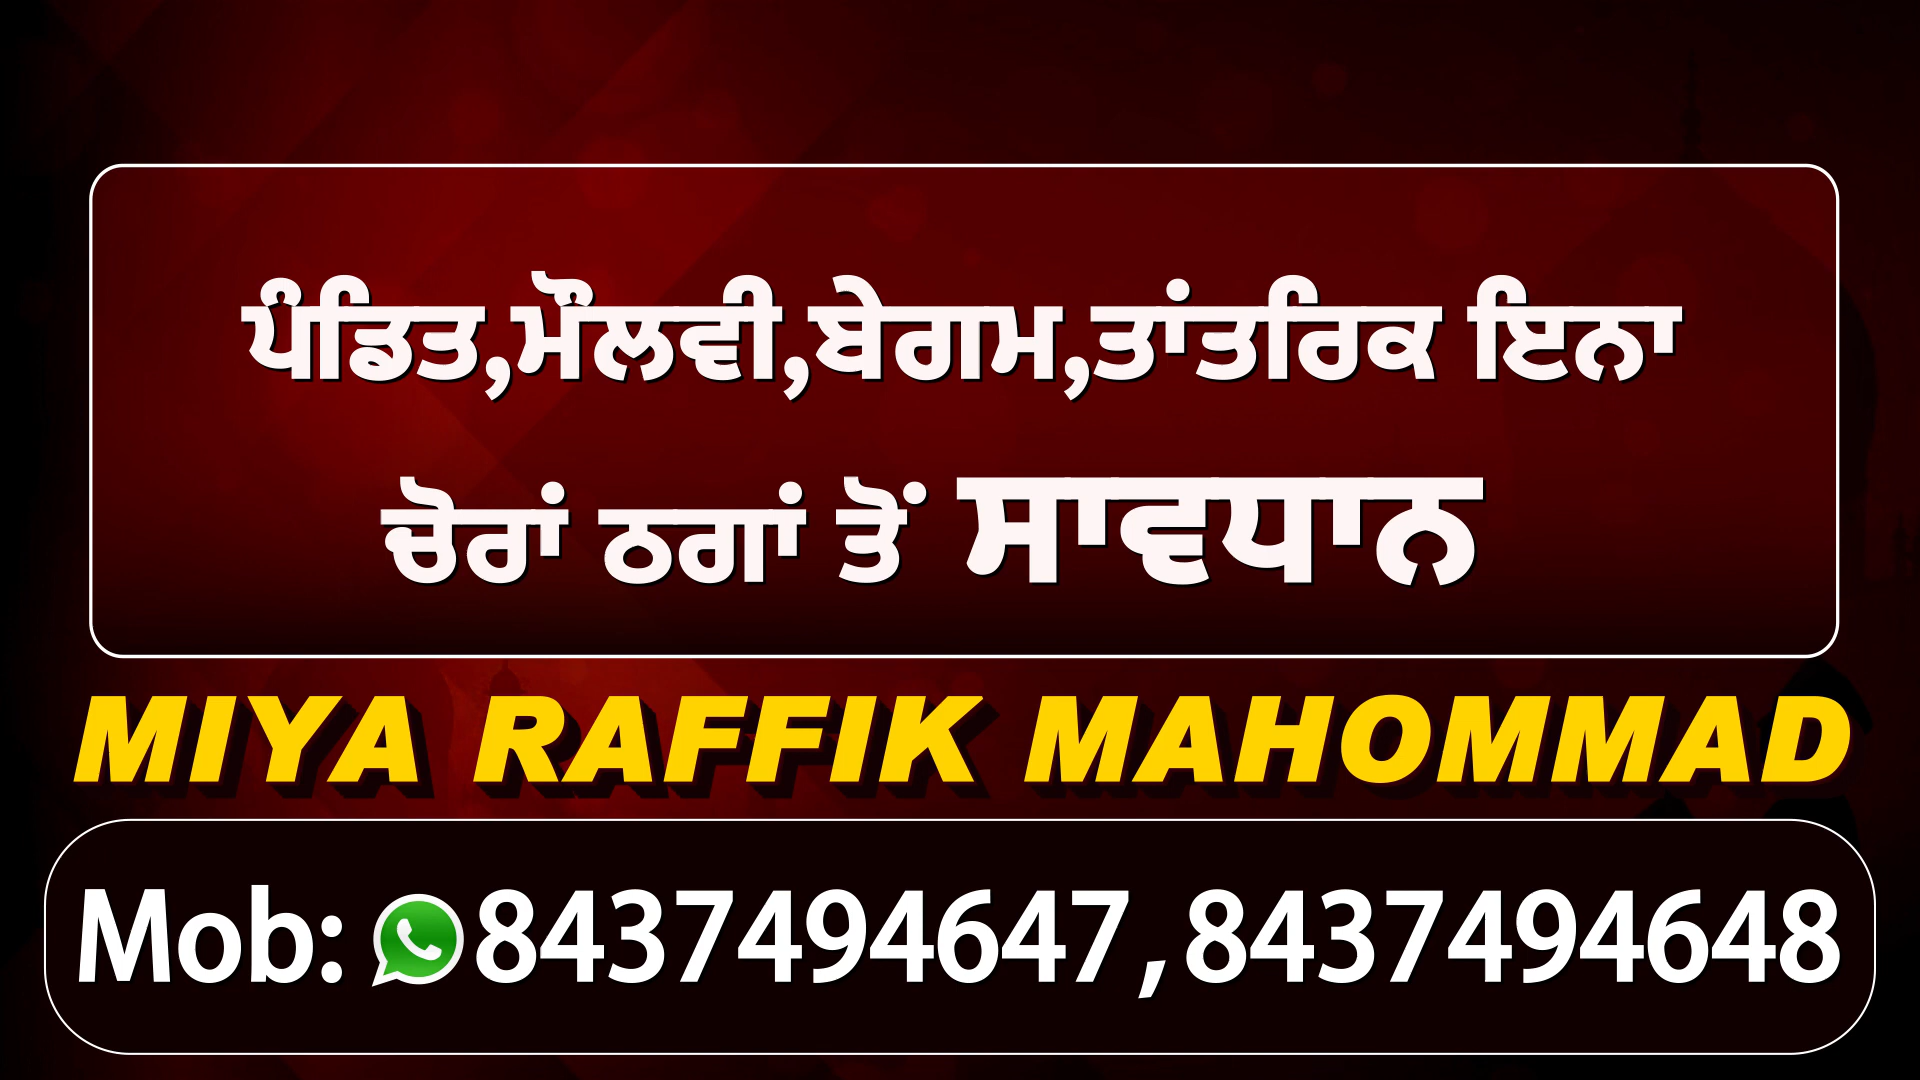 ਪੰਡਿਤ,ਮੌਲਵੀ,ਬੇਗਮ,ਤਾਂਤਰਿਕ ਇਨਾ
ਚੋਰਾਂ ਠਗਾਂ ਤੋਂ ਸਾਵਧਾਨ
MIYA RAFFIK MAHOMMAD
Mob: 8437494647, 8437494648